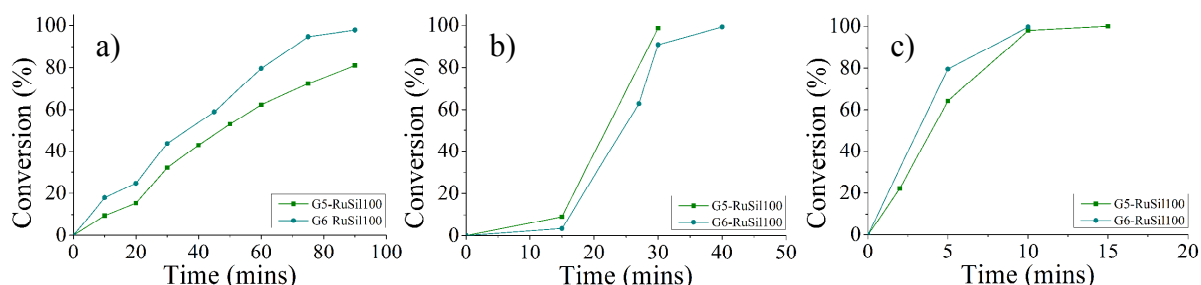 a)
Conversion (%)
100
80
60
40
20
0
G5-RuSil100
G6 RuSil100
0 20 40 60 80 100
Time (mins)
b)
Conversion (%)
100
80
60
40
20
0
G5-RuSil100
G6-RuSil100
0 10 20 30 40 50
Time (mins)
c)
Conversion (%)
100
80
60
40
20
0
G5-RuSil100
G6-RuSil100
0 5 10 15 20
Time (mins)